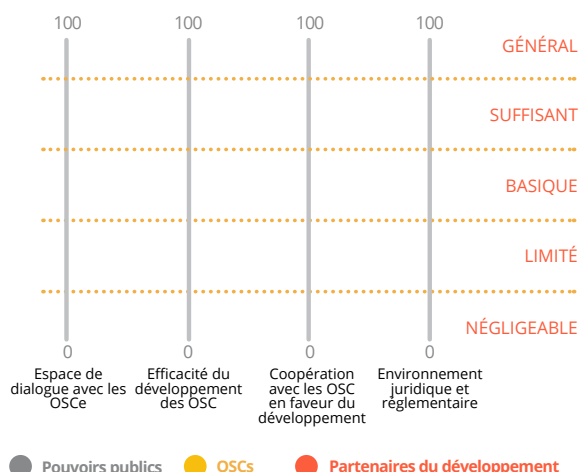 100 100 100 100
GÉNÉRAL
SUFFISANT
BASIQUE
LIMITÉ
NÉGLIGEABLE
0 0 0 0
Espace de
dialogue avec les
OSCe
Efficacité du
développement
des OSC
Coopération
avec les OSC
en faveur du
développement
Environnement
juridique et
réglementaire
Pouvoirs publics OSCs Partenaires du développement